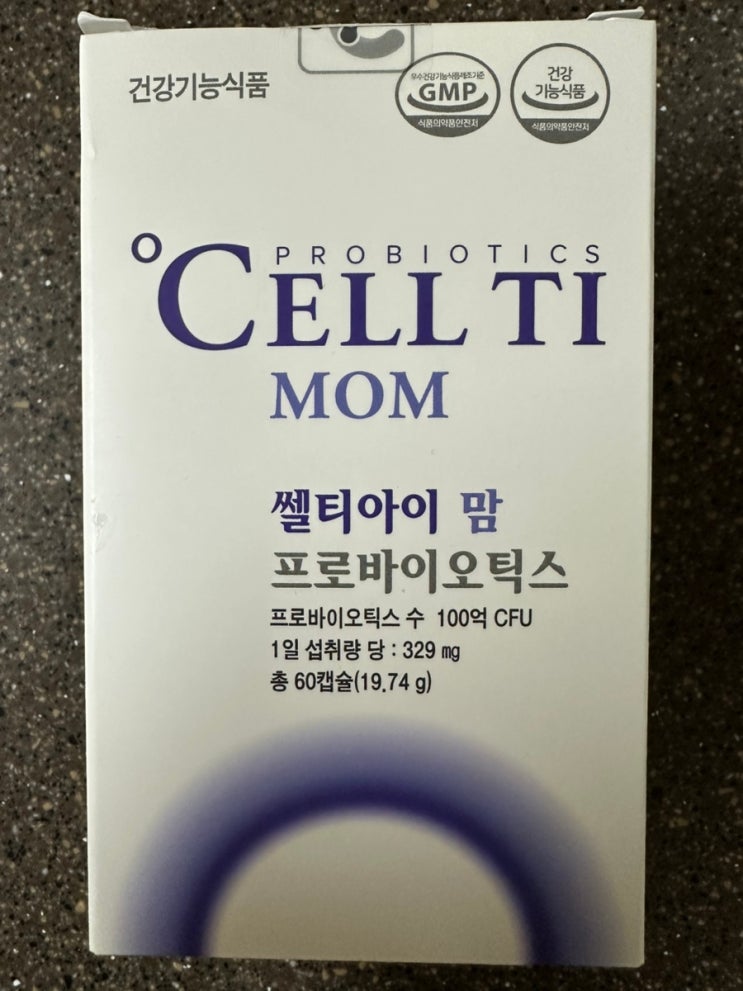 건강기능식품
우수건강기능식품제조기준
GMP
식품의약품안전처
건강
기능식품
식품의약품안전처
PROBIOTICS
CELL TI
MOM
쎌티아이 맘
프로바이오틱스
프로바이오틱스 수 100억 CFU
1일 섭취량 당 : 329 mg
총 60캡슐(19.74 g)